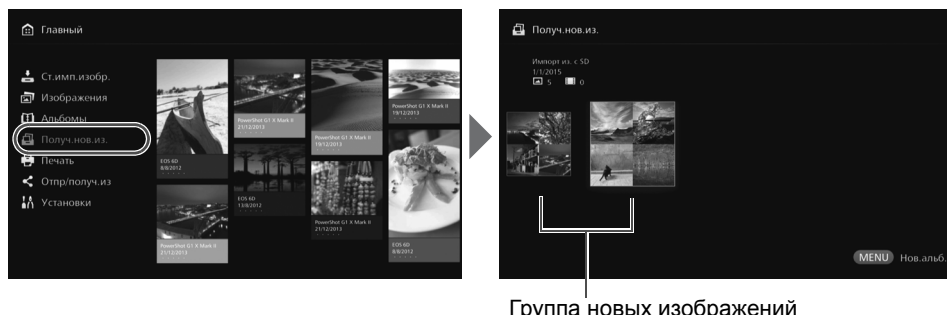 Главный
Ст.имп.изобр.
Изображения
Альбомы
Получ.нов.из.
Печать
Отпр/получ.из
Установки
EOS 6D
8/8/2012
PowerShot G1 X Mark II
21/12/2013
PowerShot G1 X Mark II
21/12/2013
EOS 6D
13/8/2012
PowerShot G1 X Mark II
19/12/2013
PowerShot G1 X Mark II
21/12/2013
PowerShot G1 X Mark II
19/12/2013
EOS 6D
8/8/2012
Получ.нов.из.
Импорт из. с SD
1/1/2015
5 0
MENU Нов.альб.
Группа новых изображений